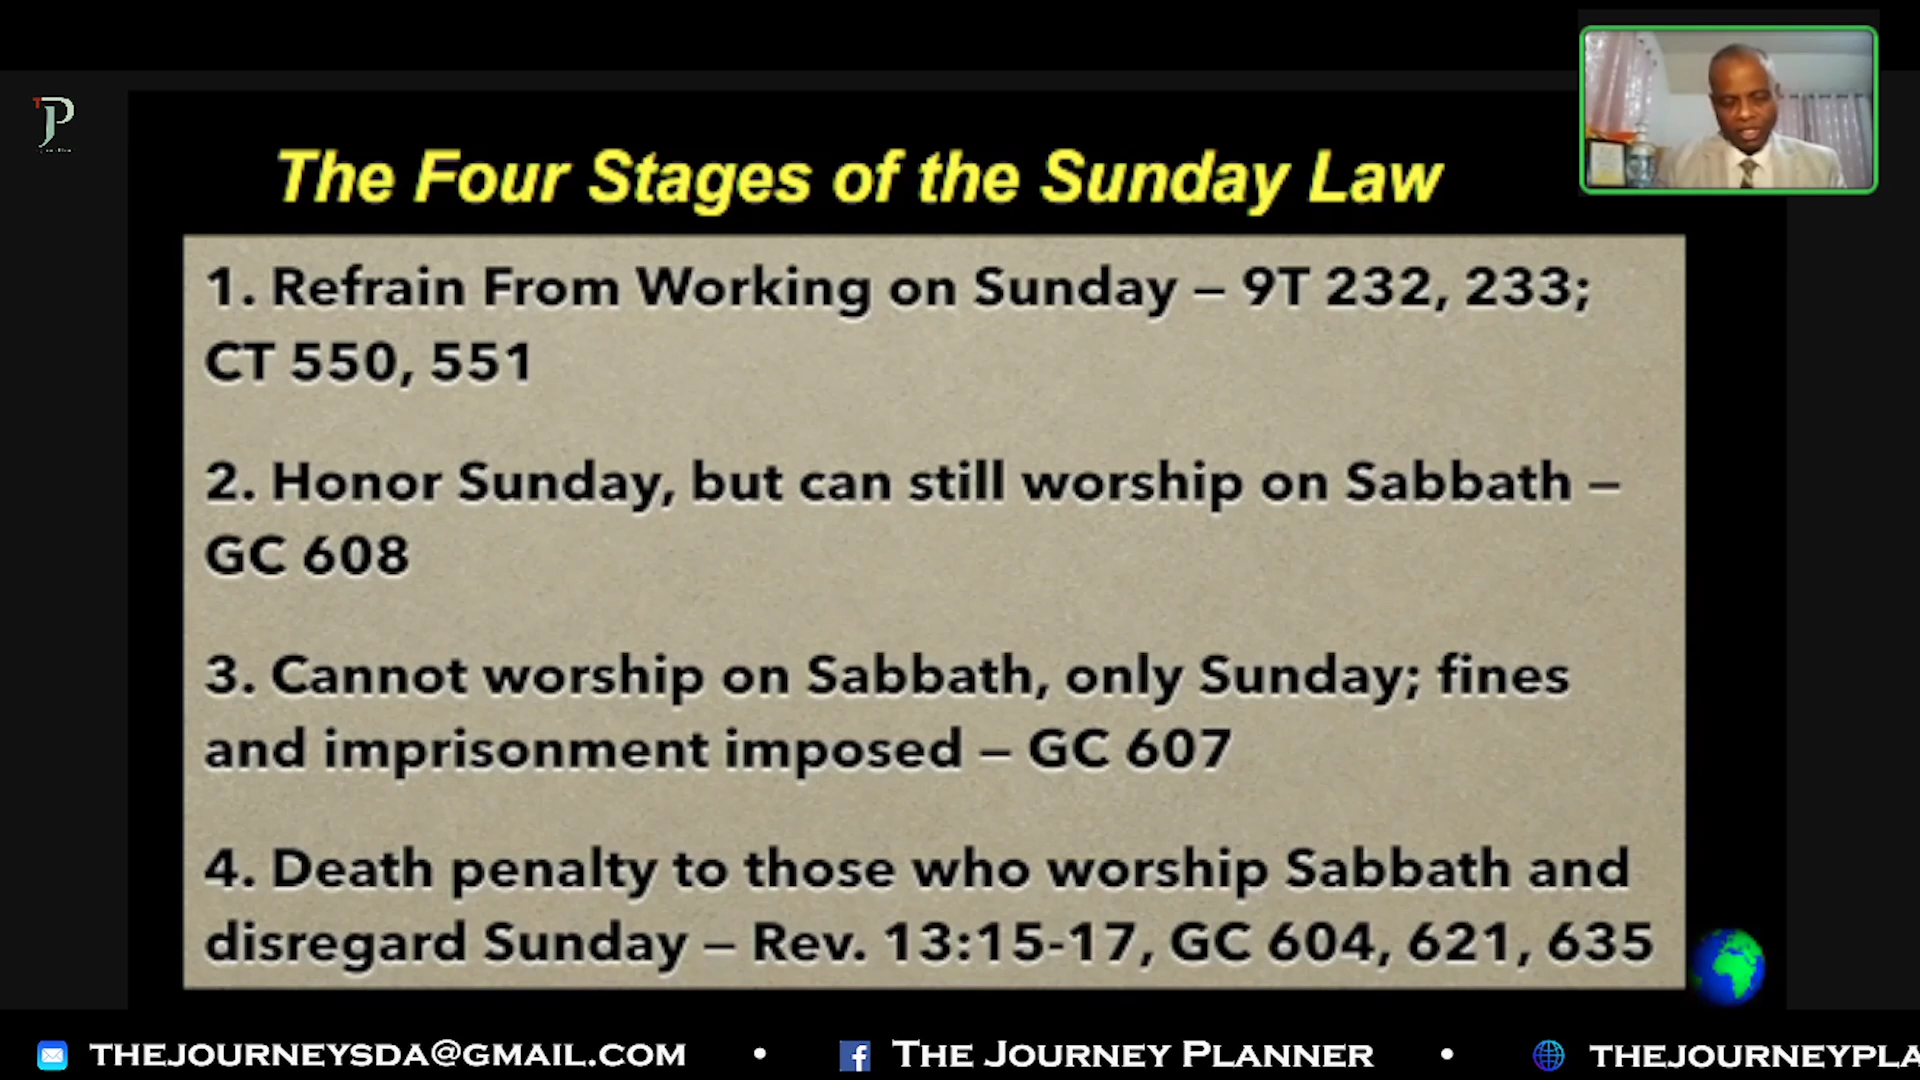 The Four Stages of the Sunday Law
1. Refrain From Working on Sunday – 9T 232, 233;
CT 550, 551
2. Honor Sunday, but can still worship on Sabbath –
GC 608
3. Cannot worship on Sabbath, only Sunday; fines
and imprisonment imposed – GC 607
4. Death penalty to those who worship Sabbath and
disregard Sunday – Rev. 13:15-17, GC 604, 621, 635
THEJOURNEYSDA@GMAIL.COM • THE JOURNEY PLANNER • THEJOURNEYPLA